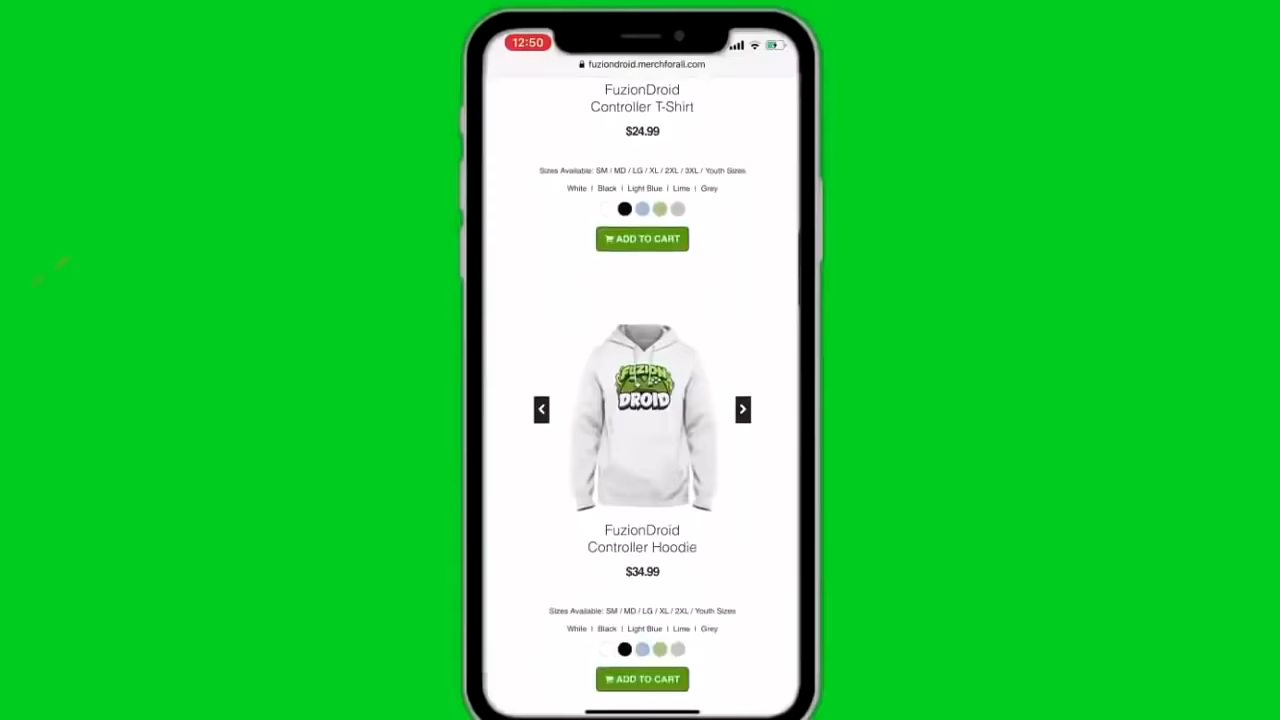 12:50
fuziondroid.merchforall.com
FuzionDroid
Controller T-Shirt
$24.99
Sizes Available: SM / MD / LG / XL / 2XL / 3XL / Youth Sizes
White | Black | Light Blue | Lime | Grey
ADD TO CART
FUZION
DROID
FuzionDroid
Controller Hoodie
$34.99
Sizes Available: SM / MD / LG / XL / 2XL / Youth Sizes
White | Black | Light Blue | Lime | Grey
ADD TO CART